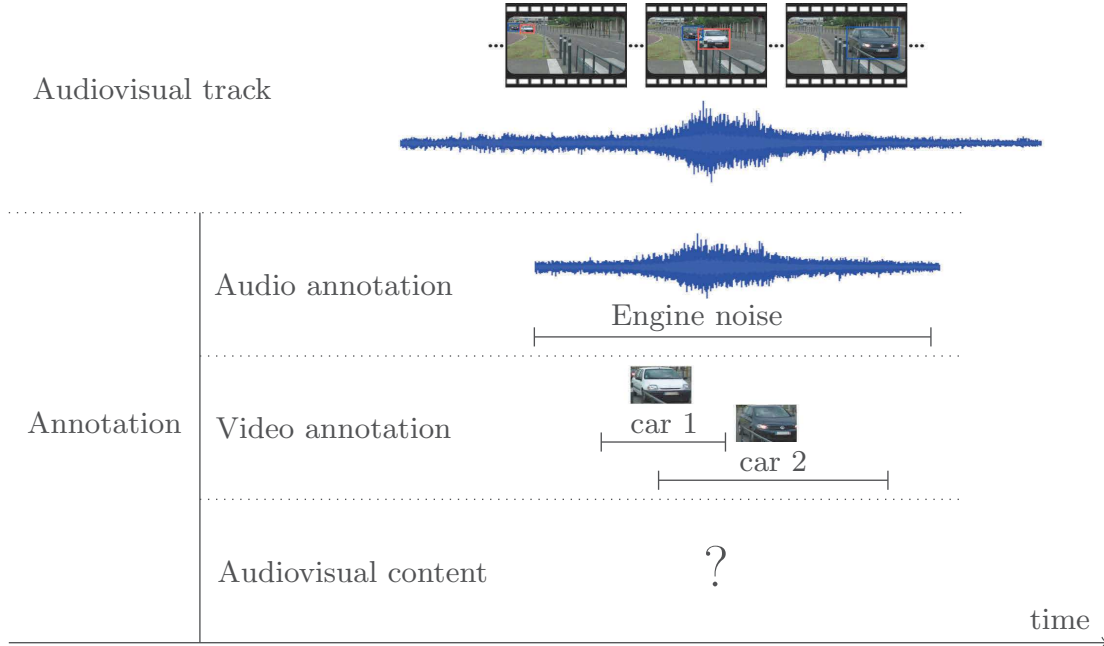 Audiovisual track
Audio annotation
Engine noise
Annotation
Video annotation
car 1
car 2
Audiovisual content
?
time